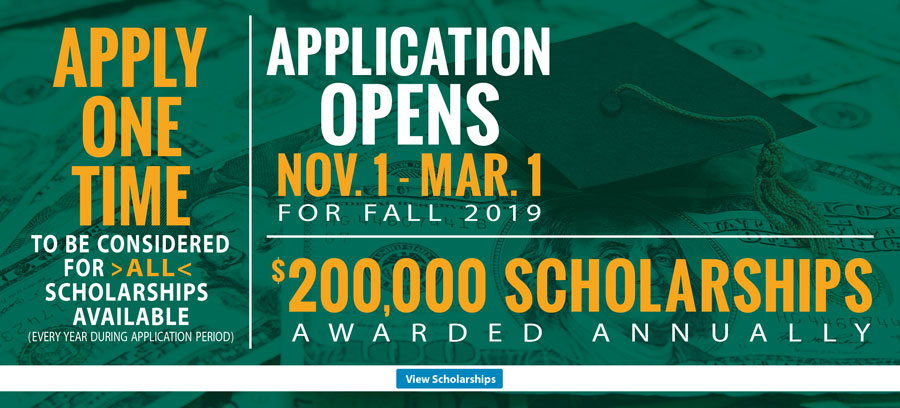 APPLY
ONE
TIME
TO BE CONSIDERED
FOR >ALL<
SCHOLARSHIPS
AVAILABLE
(EVERY YEAR DURING APPLICATION PERIOD)
APPLICATION
OPENS
NOV. 1 - MAR. 1
FOR FALL 2019
$200,000 SCHOLARSHIPS
AWARDED ANNUALLY
View Scholarships